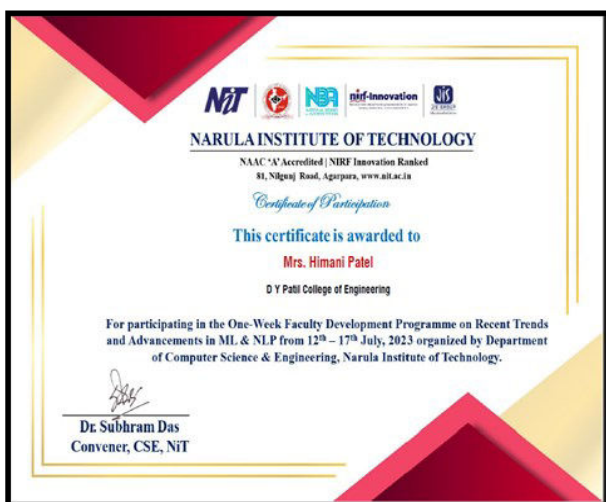 NiT NBA nirf-Innovation JIS
JIS GROUP
NARULA INSTITUTE OF TECHNOLOGY
NAAC 'A' Accredited | NIRF Innovation Ranked
81, Nilgunj Road, Agarpara, www.nit.ac.in
Certificate of Participation
This certificate is awarded to
Mrs. Himani Patel
D Y Patil College of Engineering
For participating in the One-Week Faculty Development Programme on Recent Trends
and Advancements in ML & NLP from 12th – 17th July, 2023 organized by Department
of Computer Science & Engineering, Narula Institute of Technology.
Dr. Subhram Das
Convener, CSE, NiT